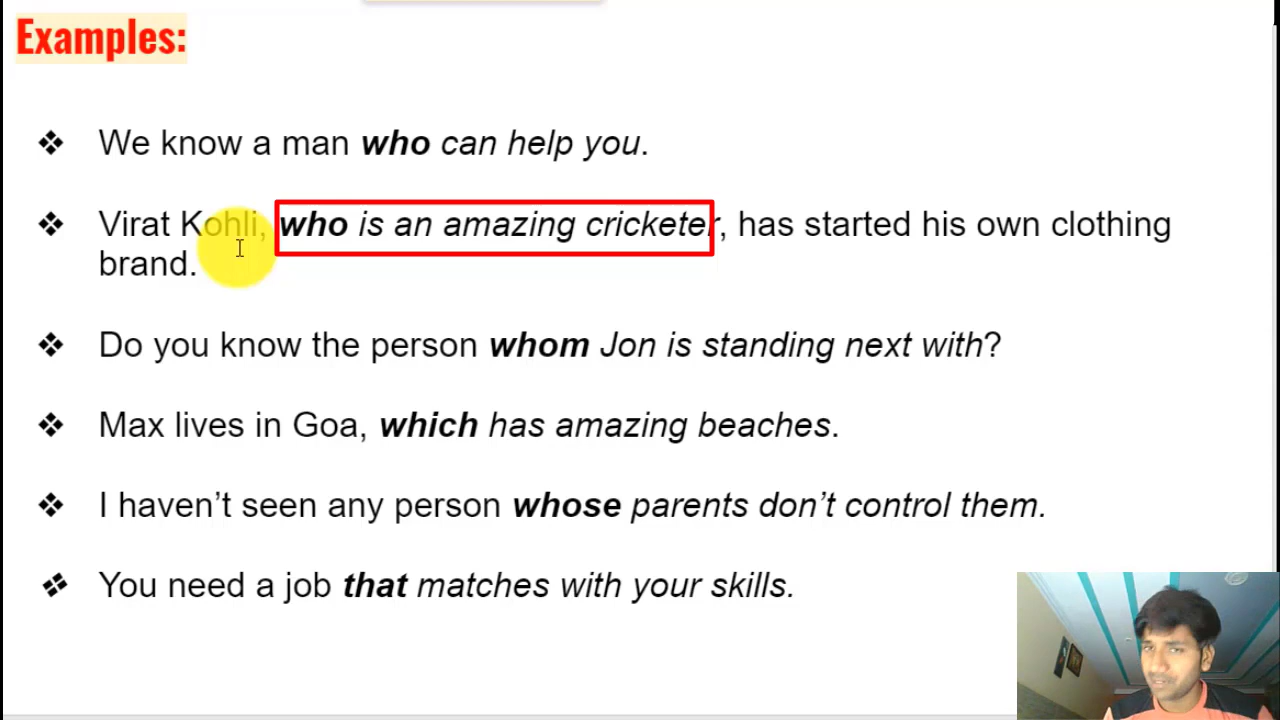 Examples:
❖ We know a man who can help you.
❖ Virat Kohli, who is an amazing cricketer, has started his own clothing
brand.
❖ Do you know the person whom Jon is standing next with?
❖ Max lives in Goa, which has amazing beaches.
❖ I haven’t seen any person whose parents don’t control them.
❖ You need a job that matches with your skills.